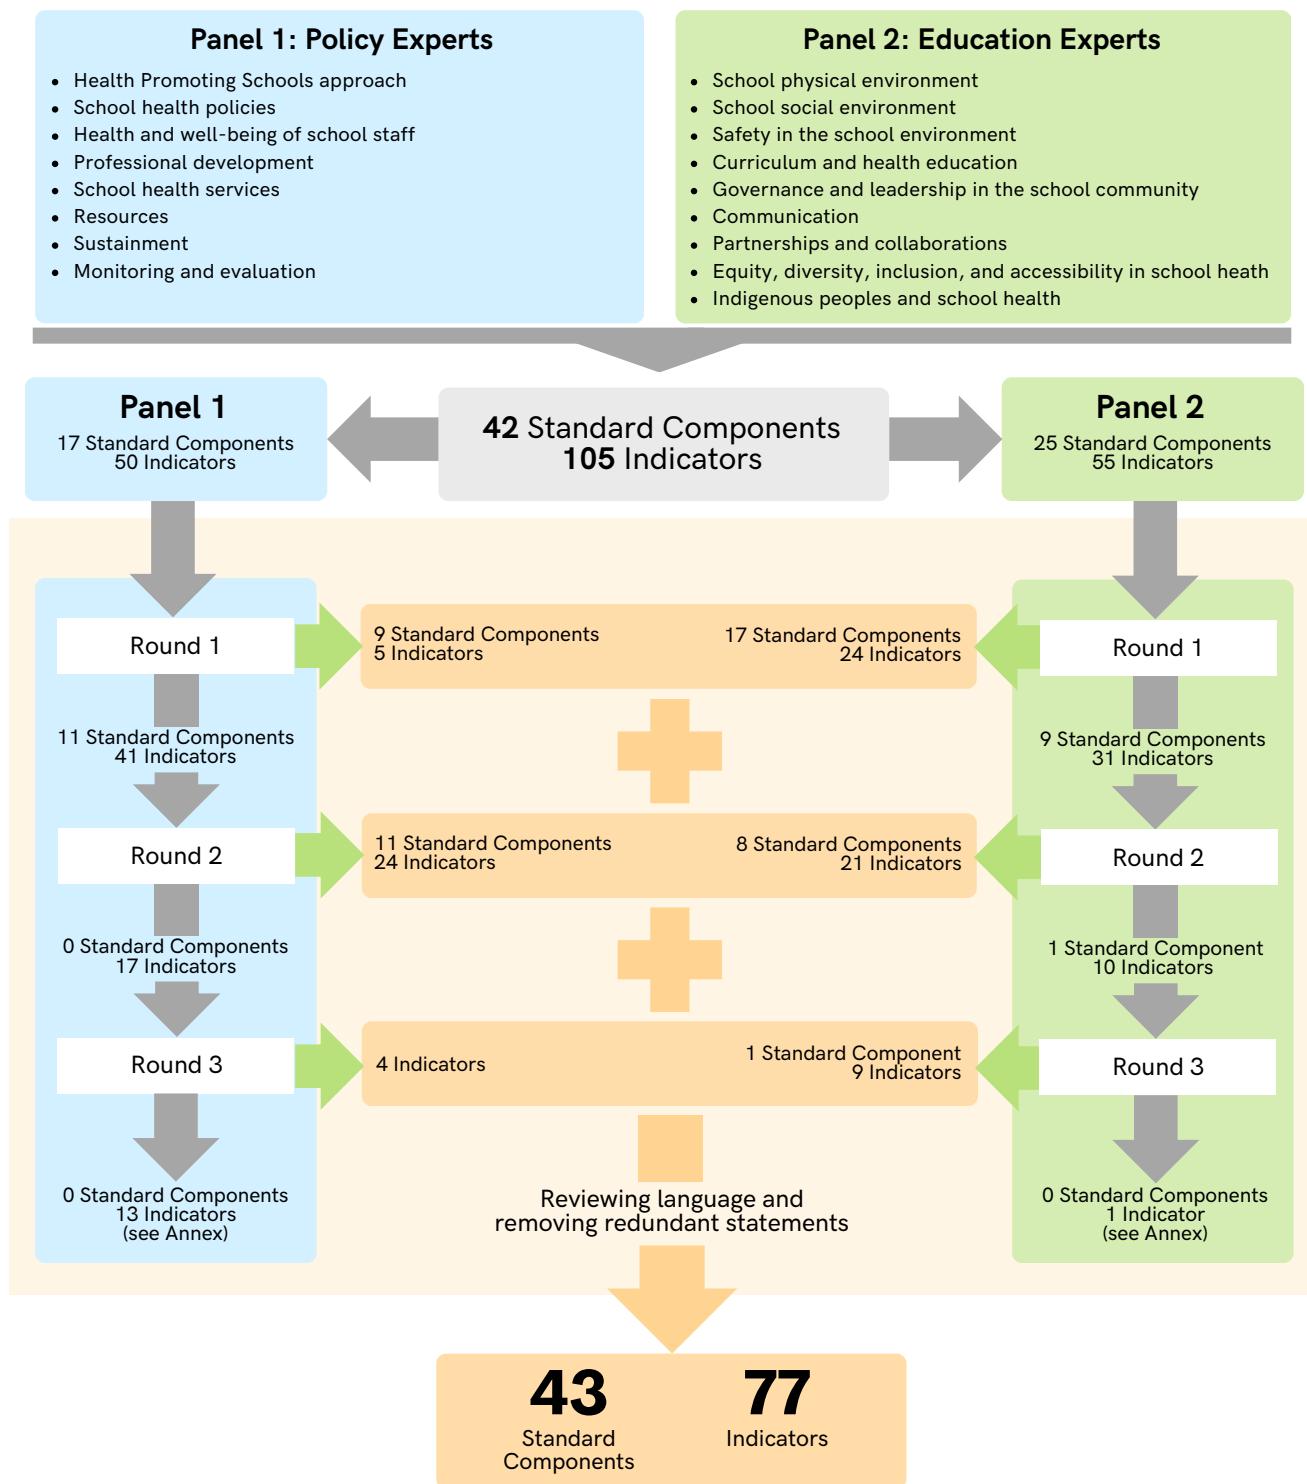 Panel 1: Policy Experts
• Health Promoting Schools approach
• School health policies
• Health and well-being of school staff
• Professional development
• School health services
• Resources
• Sustainment
• Monitoring and evaluation
Panel 2: Education Experts
• School physical environment
• School social environment
• Safety in the school environment
• Curriculum and health education
• Governance and leadership in the school community
• Communication
• Partnerships and collaborations
• Equity, diversity, inclusion, and accessibility in school heath
• Indigenous peoples and school health
Panel 1
17 Standard Components
50 Indicators
42 Standard Components
105 Indicators
Panel 2
25 Standard Components
55 Indicators
Round 1
9 Standard Components
5 Indicators
17 Standard Components
24 Indicators
Round 1
11 Standard Components
41 Indicators
9 Standard Components
31 Indicators
Round 2
11 Standard Components
24 Indicators
8 Standard Components
21 Indicators
Round 2
0 Standard Components
17 Indicators
1 Standard Component
10 Indicators
Round 3
4 Indicators
1 Standard Component
9 Indicators
Round 3
0 Standard Components
13 Indicators
(see Annex)
Reviewing language and
removing redundant statements
0 Standard Components
1 Indicator
(see Annex)
43
Standard
Components
77
Indicators